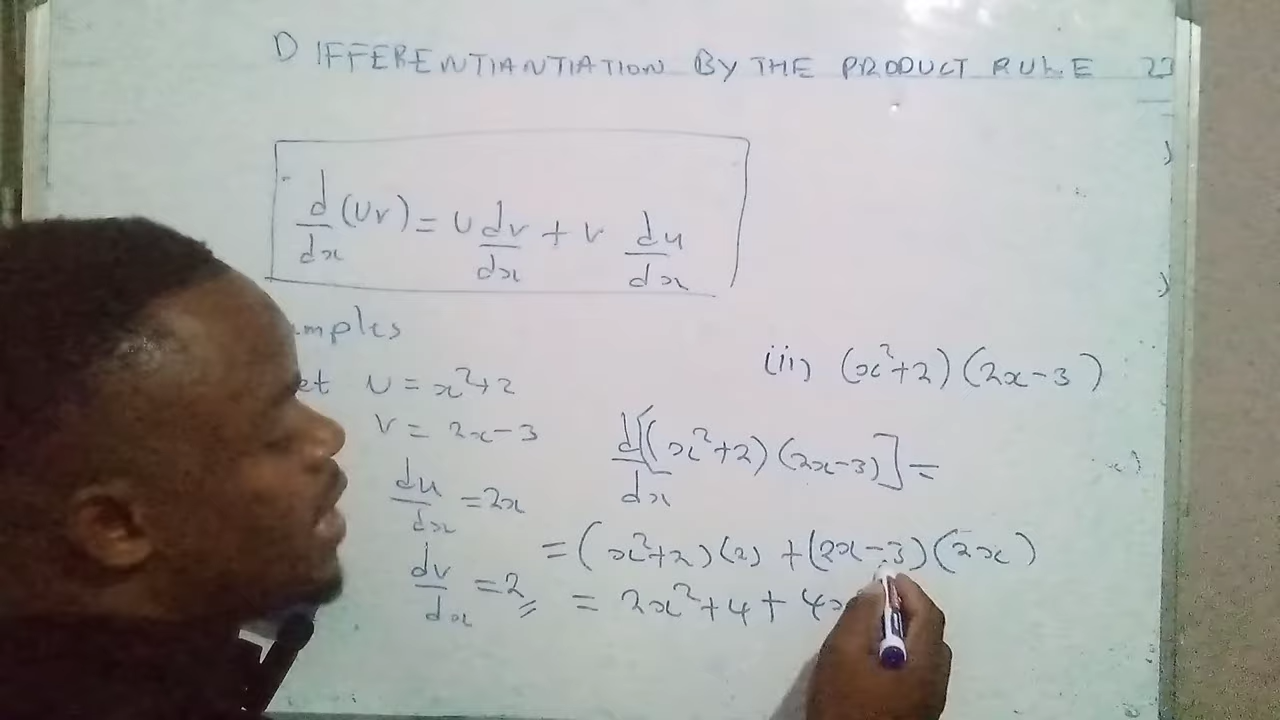 DIFFERENTIANTIATION BY THE PRODUCT RULE 23
d/dx (uv) = u dv/dx + v du/dx
mples
et u = x²+2
v = 2x-3
du/dx = 2x
dv/dx = 2
(ii) (x²+2)(2x-3)
d/dx [(x²+2)(2x-3)] =
= (x²+2)(2) + (2x-3)(2x)
= 2x²+4+4x